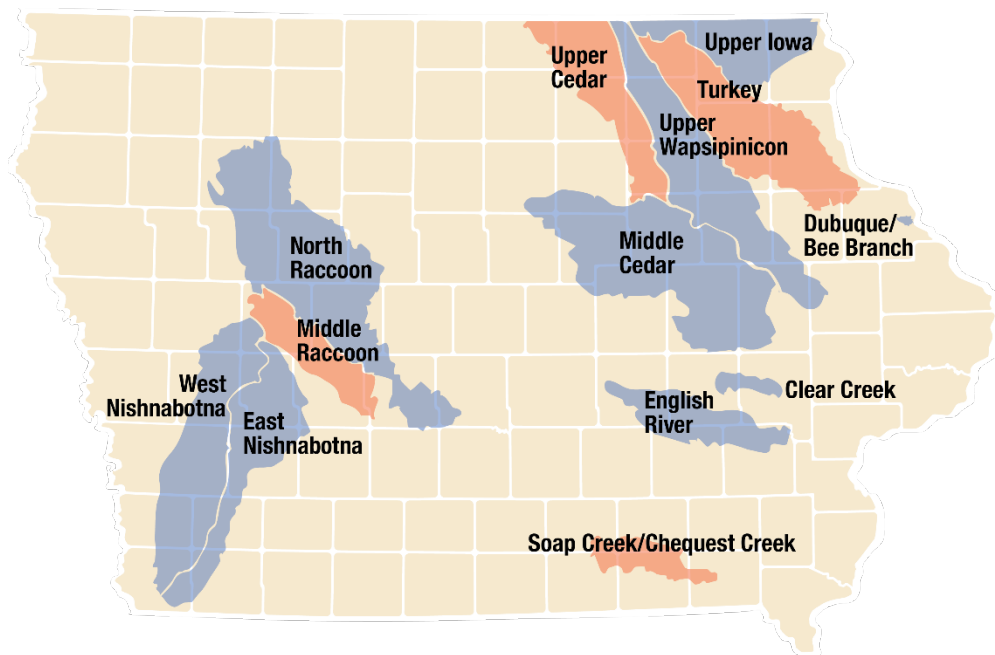 Upper Iowa
Upper
Cedar
Turkey
Upper
Wapsipinicon
Dubuque/
Bee Branch
North
Raccoon
Middle
Cedar
Middle
Raccoon
West
Nishnabotna
East
Nishnabotna
English
River
Clear Creek
Soap Creek/Chequest Creek